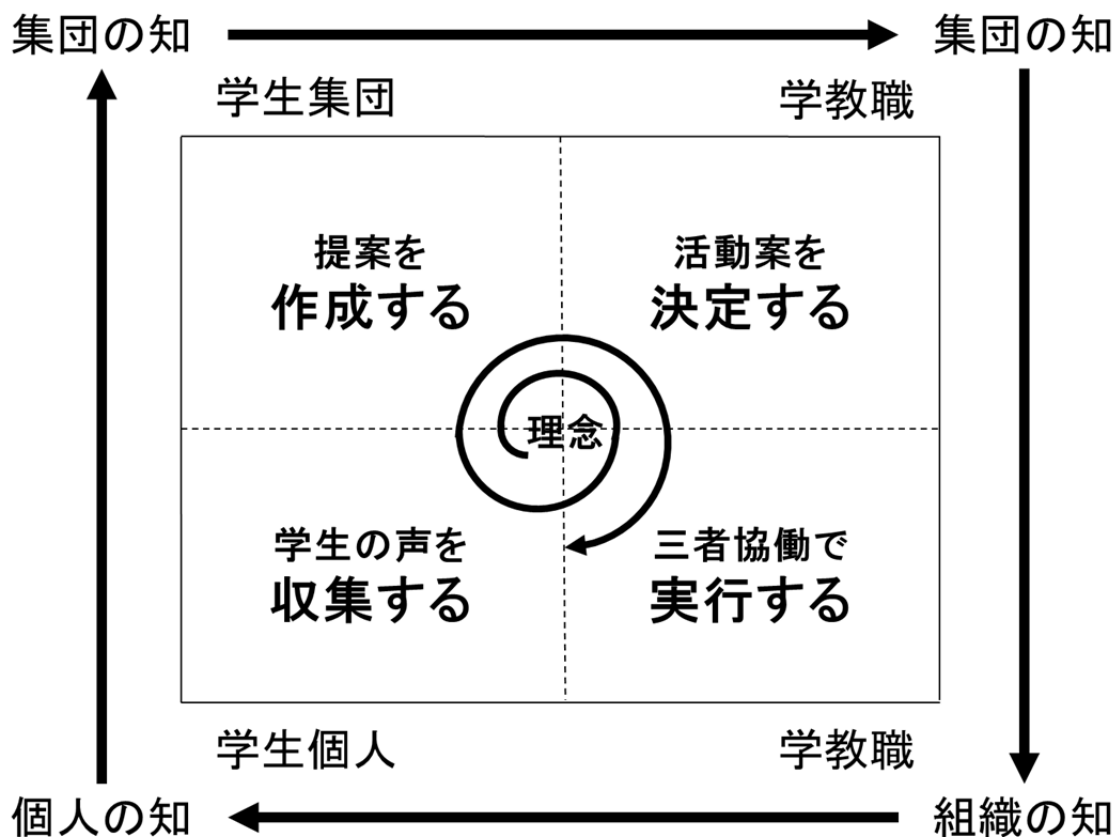 集団の知
集団の知
学生集団
学教職
提案を
作成する
活動案を
決定する
理念
学生の声を
収集する
三者協働で
実行する
学生個人
学教職
個人の知
組織の知